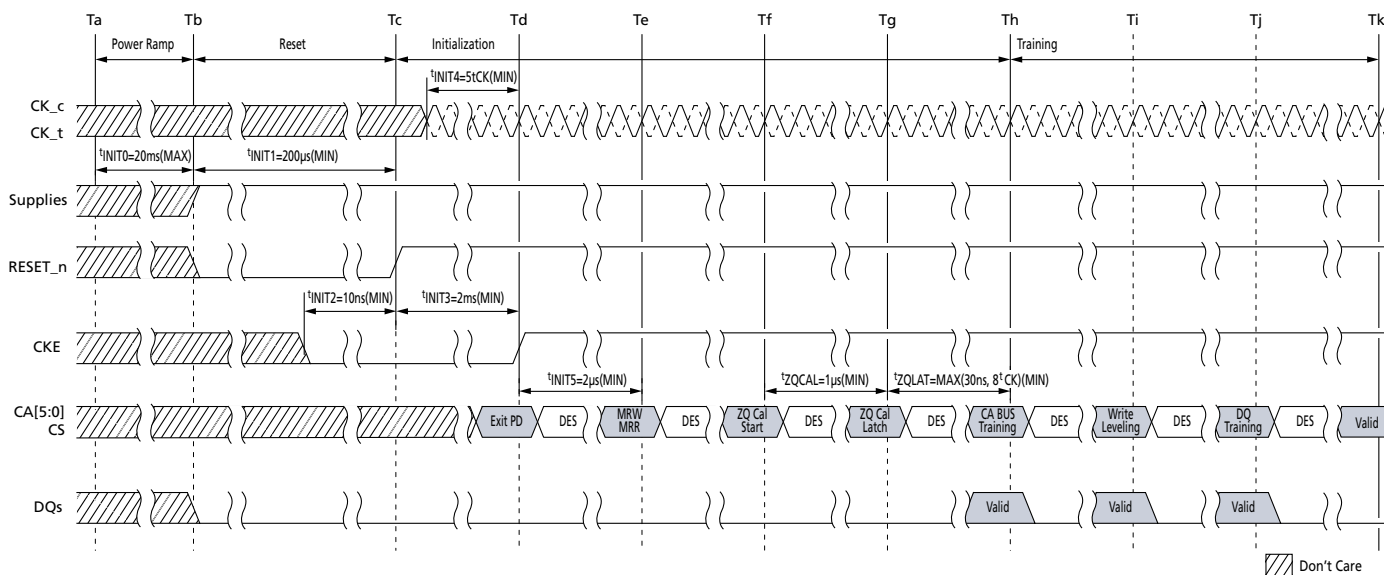 Ta Tb Tc Td Te Tf Tg Th Ti Tj Tk
Power Ramp Reset Initialization Training
tINIT4=5tCK(MIN)
CK_c
CK_t
tINIT0=20ms(MAX) tINIT1=200µs(MIN)
Supplies
RESET_n
tINIT2=10ns(MIN) tINIT3=2ms(MIN)
CKE
tINIT5=2µs(MIN) tZQCAL=1µs(MIN) tZQLAT=MAX(30ns, 8tCK)(MIN)
CA[5:0]
CS
Exit PD DES MRW MRR DES ZQ Cal Start DES ZQ Cal Latch DES CA BUS Training DES Write Leveling DES DQ Training DES Valid
DQs Valid Valid Valid
Don't Care